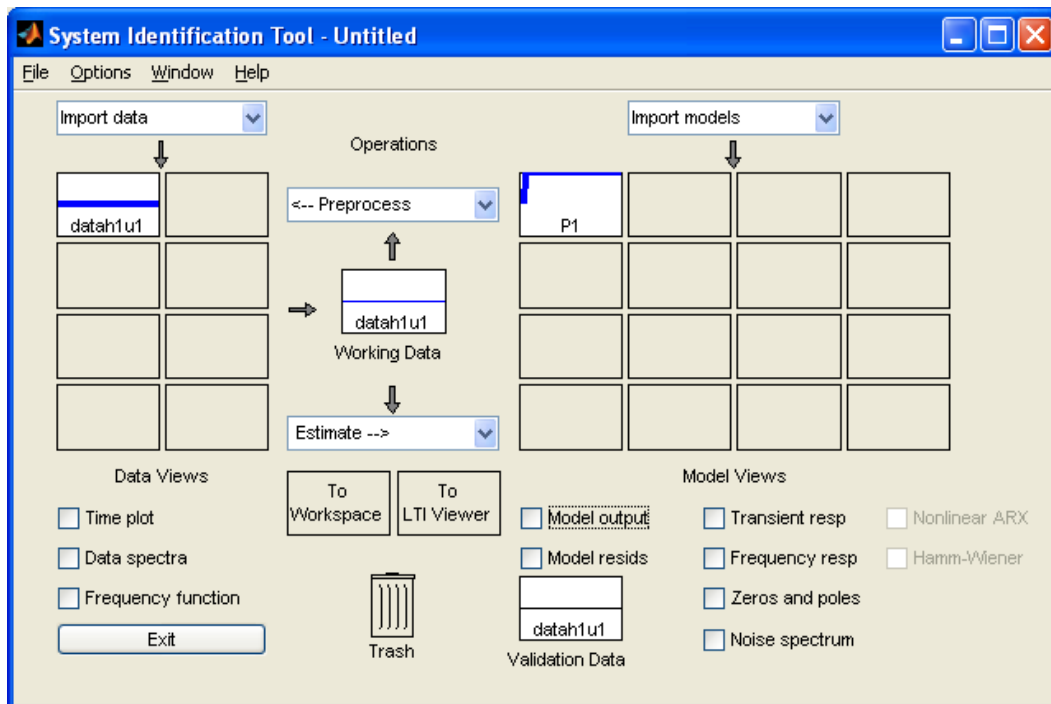 System Identification Tool - Untitled
File Options Window Help
Import data
Import models
Operations
datah1u1
<-- Preprocess
P1
datah1u1
Working Data
Estimate -->
Data Views
Model Views
To Workspace
To LTI Viewer
Time plot
Model output
Transient resp
Nonlinear ARX
Data spectra
Model resids
Frequency resp
Hamm-Wiener
Frequency function
Zeros and poles
Exit
Trash
datah1u1
Validation Data
Noise spectrum